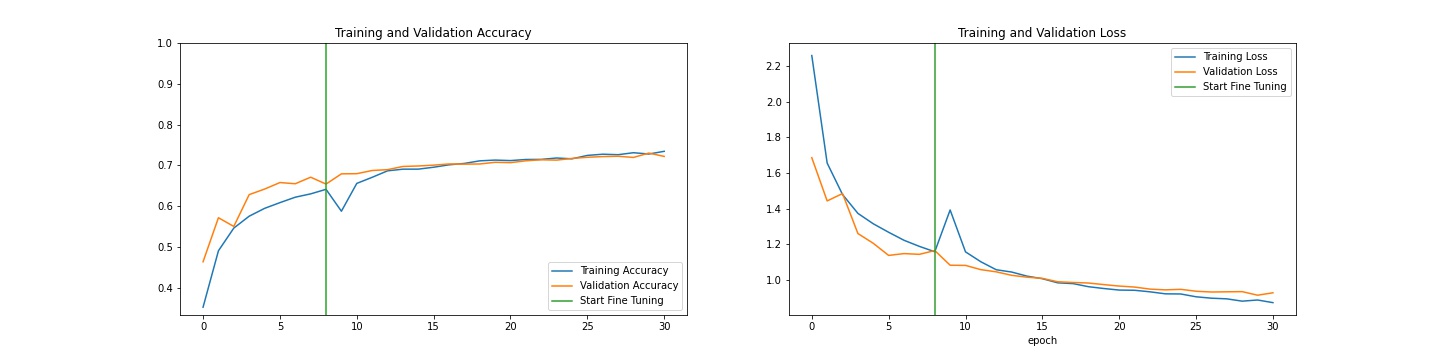 Training and Validation Accuracy
1.0
0.9
0.8
0.7
0.6
0.5
0.4
Training Accuracy
Validation Accuracy
Start Fine Tuning
0 5 10 15 20 25 30
Training and Validation Loss
2.2
2.0
1.8
1.6
1.4
1.2
1.0
Training Loss
Validation Loss
Start Fine Tuning
0 5 10 15 20 25 30
epoch